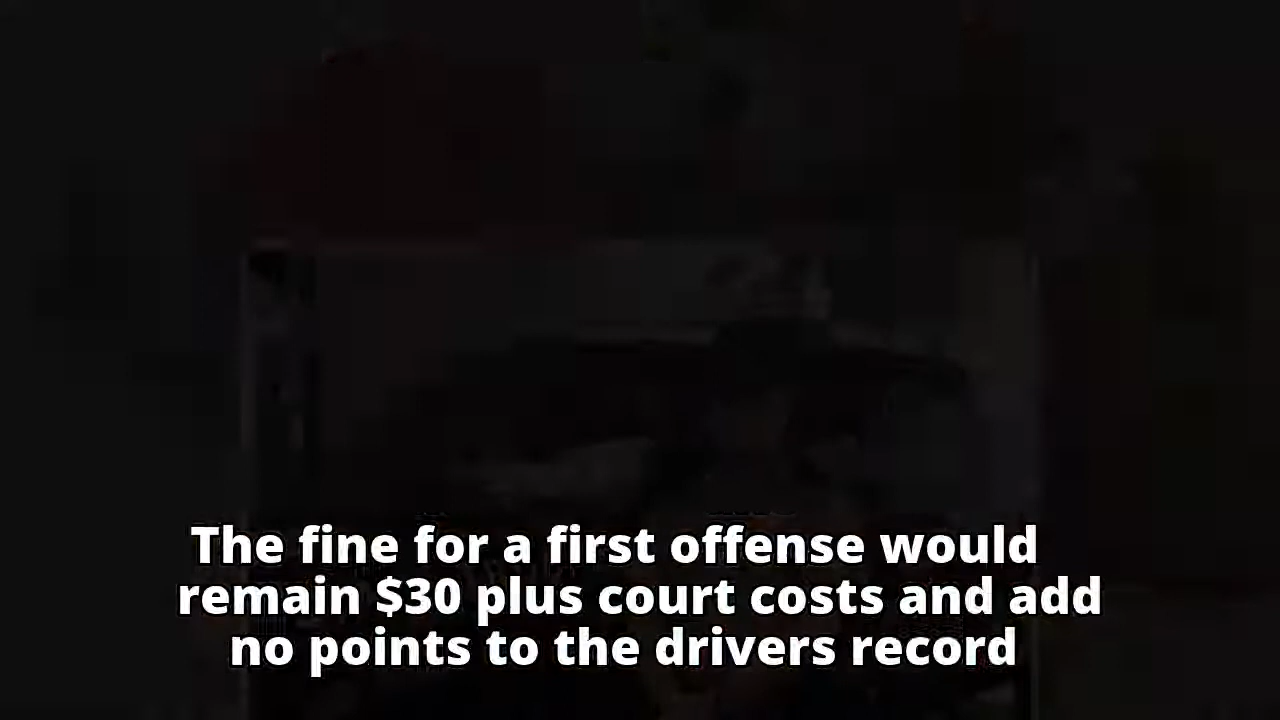 The fine for a first offense would
remain $30 plus court costs and add
no points to the drivers record